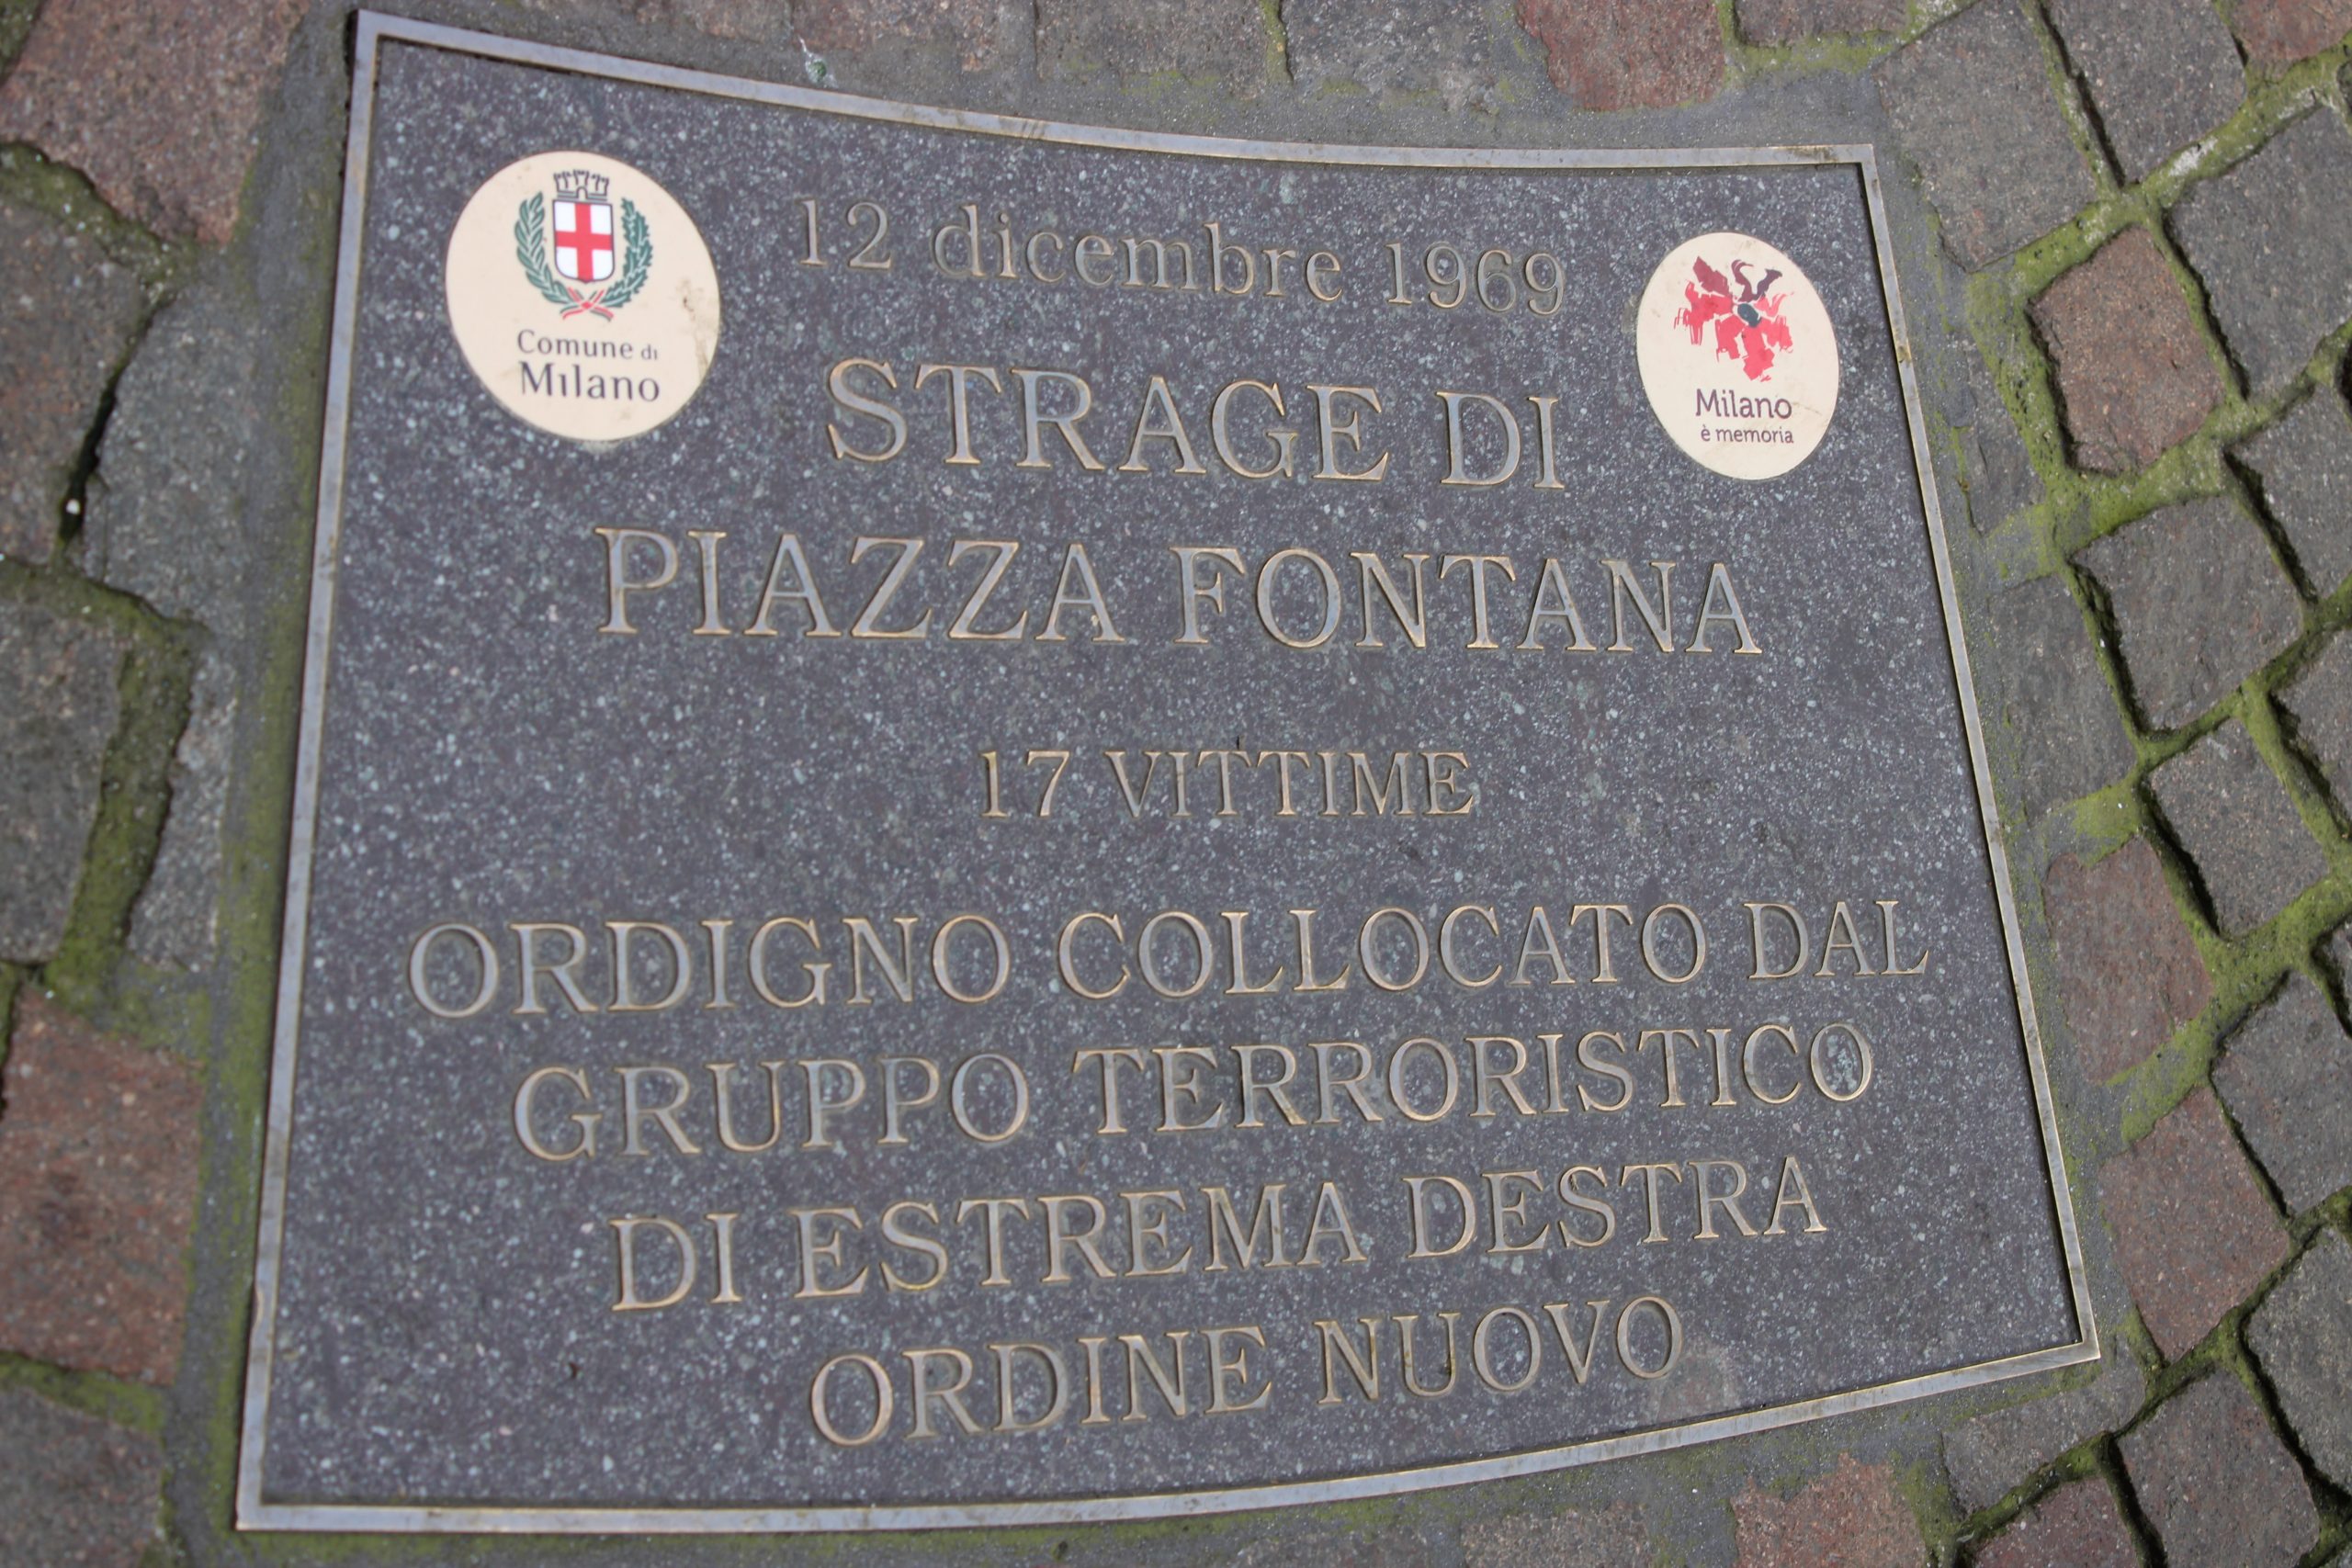 Comune di
Milano
12 dicembre 1969
Milano
è memoria
STRAGE DI
PIAZZA FONTANA
17 VITTIME
ORDIGNO COLLOCATO DAL
GRUPPO TERRORISTICO
DI ESTREMA DESTRA
ORDINE NUOVO